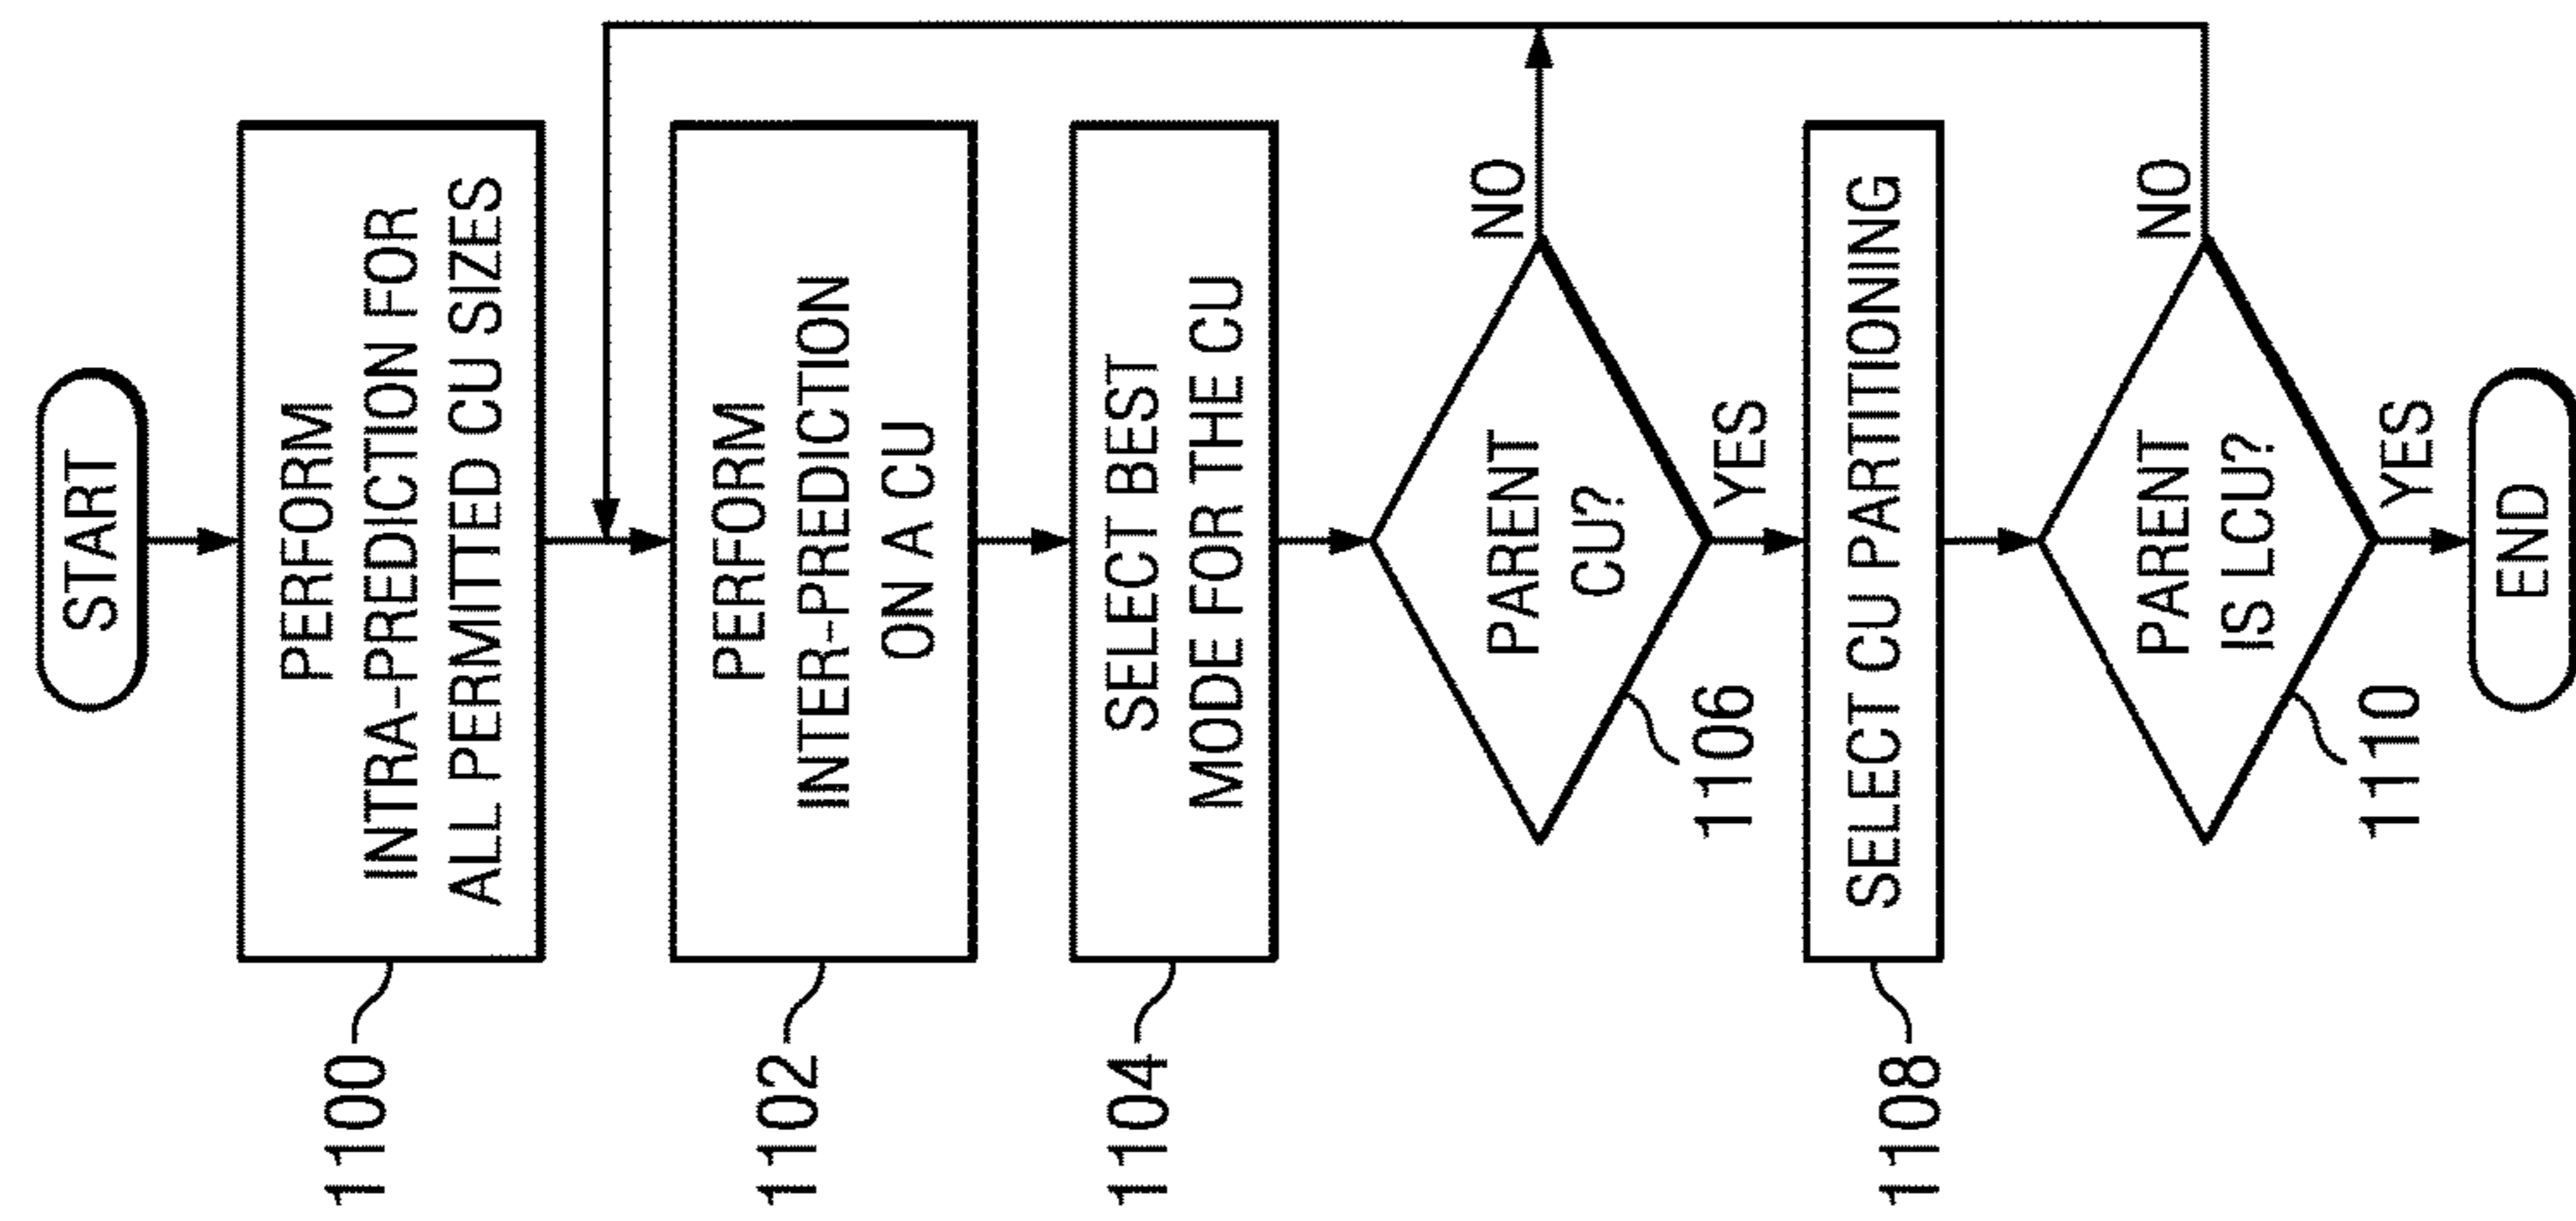 START
1100
PERFORM
INTRA-PREDICTION FOR
ALL PERMITTED CU SIZES
1102
PERFORM
INTER-PREDICTION
ON A CU
1104
SELECT BEST
MODE FOR THE CU
PARENT
CU?
NO
1106
YES
1108
SELECT CU PARTITIONING
PARENT
IS LCU?
NO
1110
YES
END